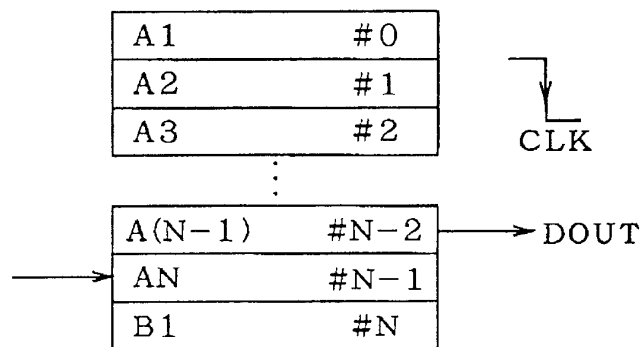 A1 #0
A2 #1
A3 #2
CLK
A(N-1) #N-2 DOUT
AN #N-1
B1 #N